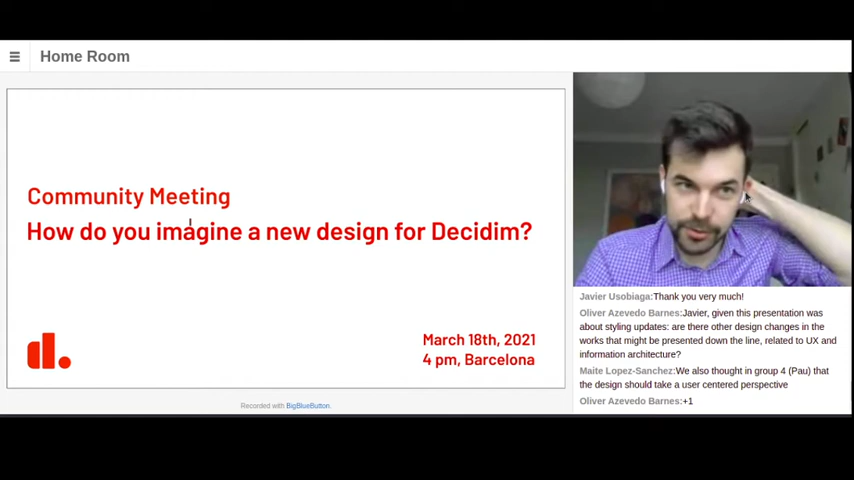 Home Room
Community Meeting
How do you imagine a new design for Decidim?
d.
March 18th, 2021
4 pm, Barcelona
Recorded with BigBlueButton.
Javier Usobiaga:Thank you very much!
Oliver Azevedo Barnes:Javier, given this presentation was
about styling updates: are there other design changes in the
works that might be presented down the line, related to UX and
information architecture?
Maite Lopez-Sanchez:We also thought in group 4 (Pau) that
the design should take a user centered perspective
Oliver Azevedo Barnes:+1